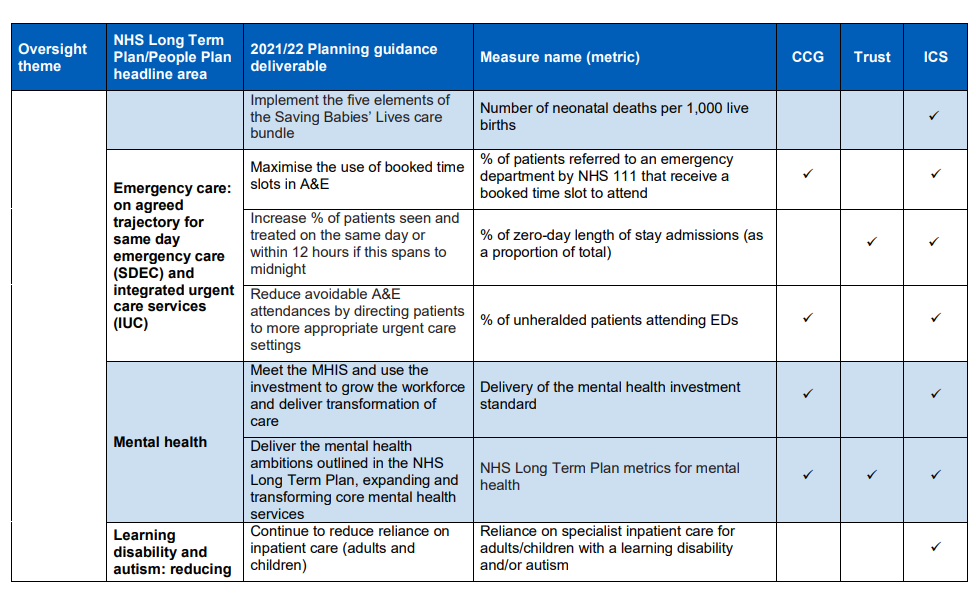 Oversight
theme
NHS Long Term
Plan/People Plan
headline area
2021/22 Planning guidance
deliverable
Measure name (metric)
CCG
Trust
ICS
Implement the five elements of
the Saving Babies' Lives care
bundle
Number of neonatal deaths per 1,000 live
births
✓
Emergency care:
on agreed
trajectory for
same day
emergency care
(SDEC) and
integrated urgent
care services
(IUC)
Maximise the use of booked time
slots in A&E
% of patients referred to an emergency
department by NHS 111 that receive a
booked time slot to attend
✓
✓
Increase % of patients seen and
treated on the same day or
within 12 hours if this spans to
midnight
% of zero-day length of stay admissions (as
a proportion of total)
✓
✓
Reduce avoidable A&E
attendances by directing patients
to more appropriate urgent care
settings
% of unheralded patients attending EDs
✓
✓
Mental health
Meet the MHIS and use the
investment to grow the workforce
and deliver transformation of
care
Delivery of the mental health investment
standard
✓
✓
Deliver the mental health
ambitions outlined in the NHS
Long Term Plan, expanding and
transforming core mental health
services
NHS Long Term Plan metrics for mental
health
✓
✓
✓
Learning
disability and
autism: reducing
Continue to reduce reliance on
inpatient care (adults and
children)
Reliance on specialist inpatient care for
adults/children with a learning disability
and/or autism
✓